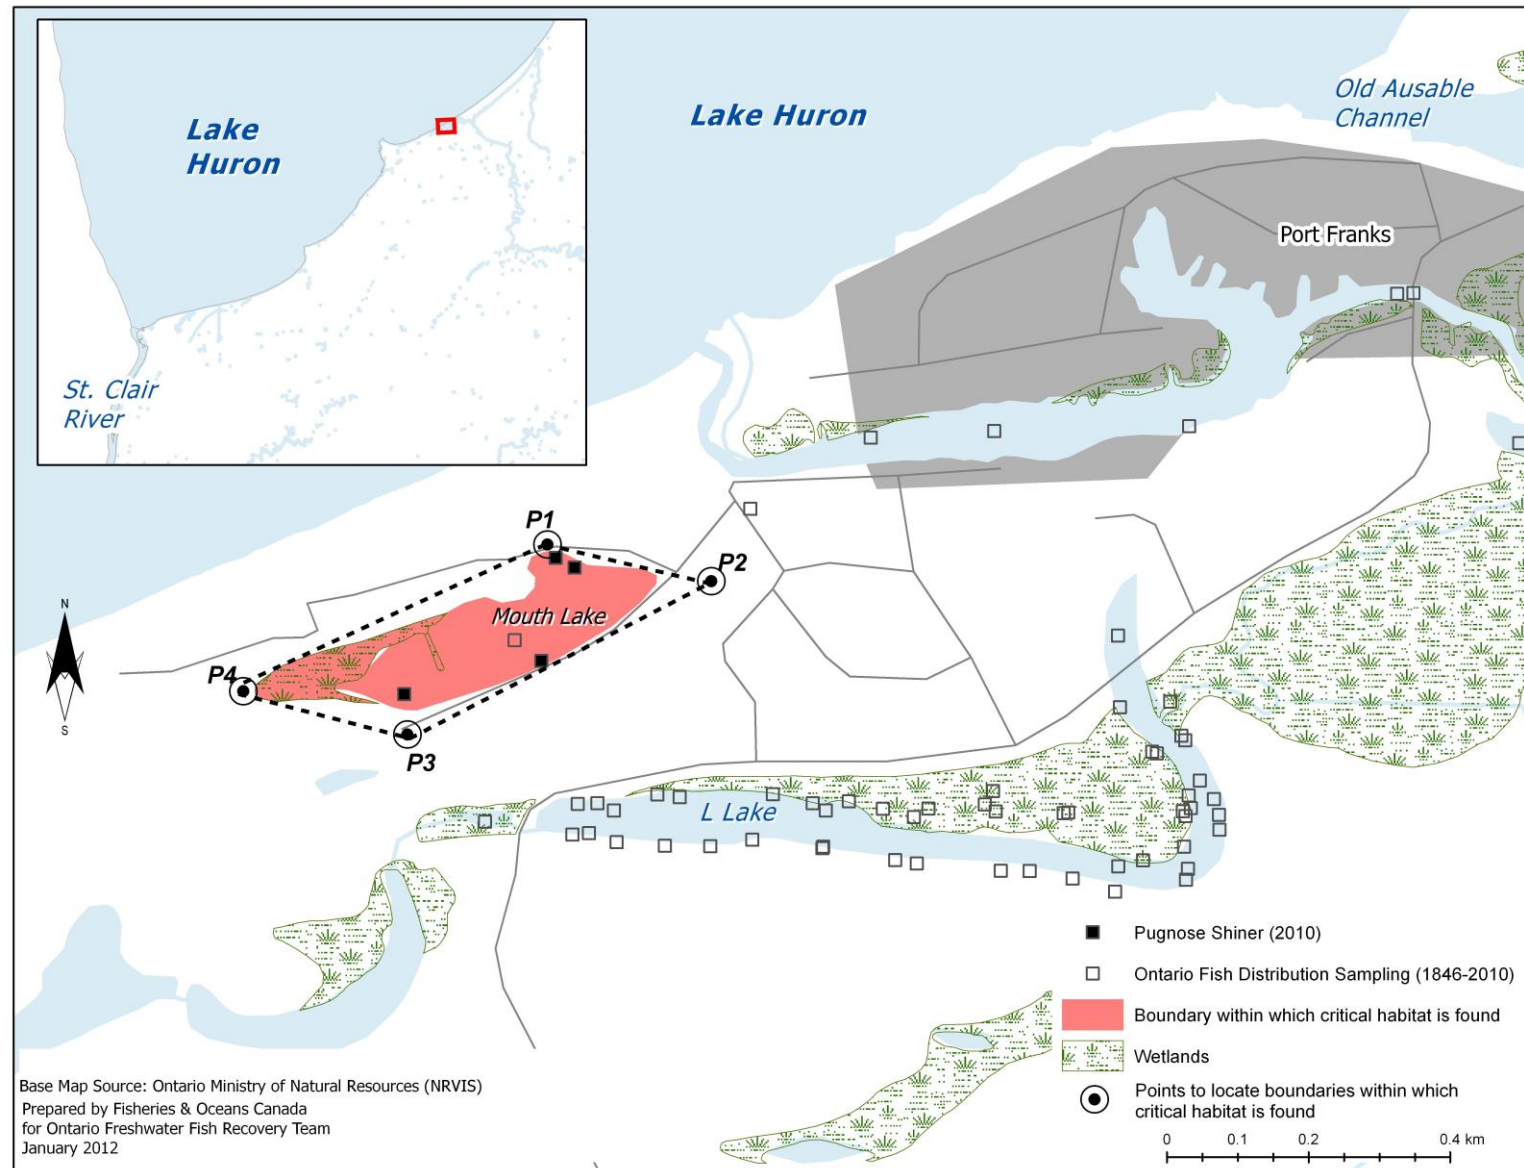 Lake
Huron
St. Clair
River
Lake Huron
Old Ausable
Channel
Port Franks
P1
P2
Mouth Lake
P4
P3
N
S
L Lake
Pugnose Shiner (2010)
Ontario Fish Distribution Sampling (1846-2010)
Boundary within which critical habitat is found
Wetlands
Points to locate boundaries within which
critical habitat is found
0 0.1 0.2 0.4 km
Base Map Source: Ontario Ministry of Natural Resources (NRVIS)
Prepared by Fisheries & Oceans Canada
for Ontario Freshwater Fish Recovery Team
January 2012